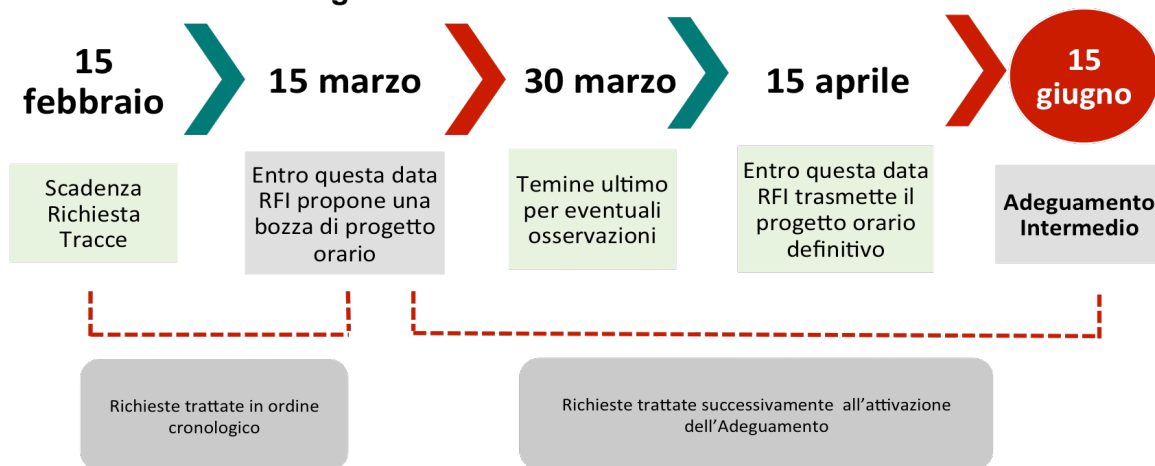 15
febbraio
15 marzo
30 marzo
15 aprile
15
giugno
Scadenza
Richiesta
Tracce
Entro questa data
RFI propone una
bozza di progetto
orario
Temine ultimo
per eventuali
osservazioni
Entro questa data
RFI trasmette il
progetto orario
definitivo
Adeguamento
Intermedio
Richieste trattate in ordine
cronologico
Richieste trattate successivamente all'attivazione
dell'Adeguamento